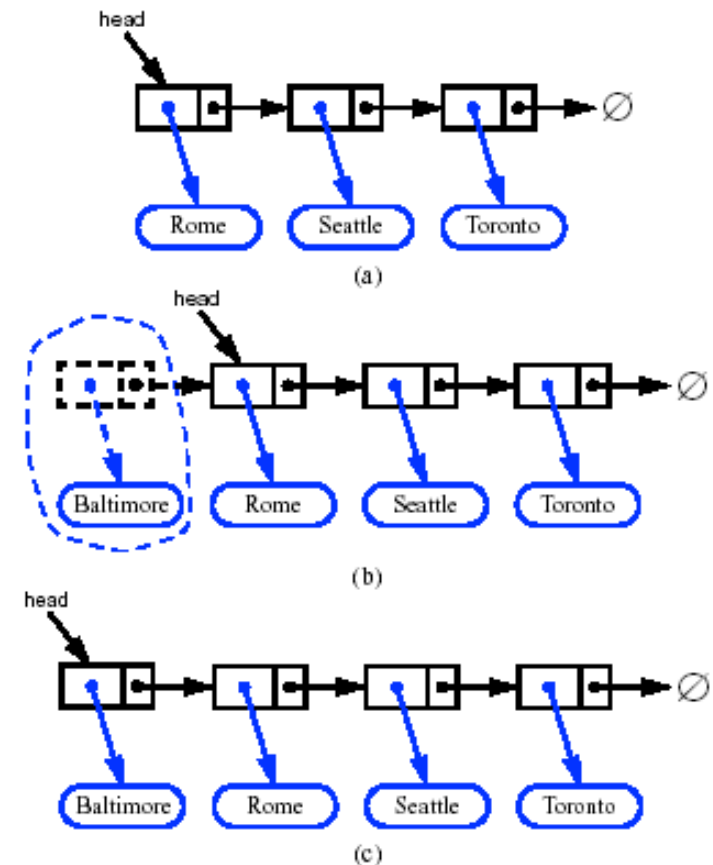 head
∅
Rome Seattle Toronto
(a)
head
∅
Baltimore Rome Seattle Toronto
(b)
head
∅
Baltimore Rome Seattle Toronto
(c)